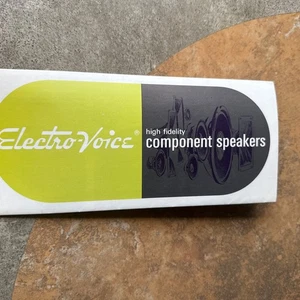 Electro-Voice®
high fidelity
component speakers